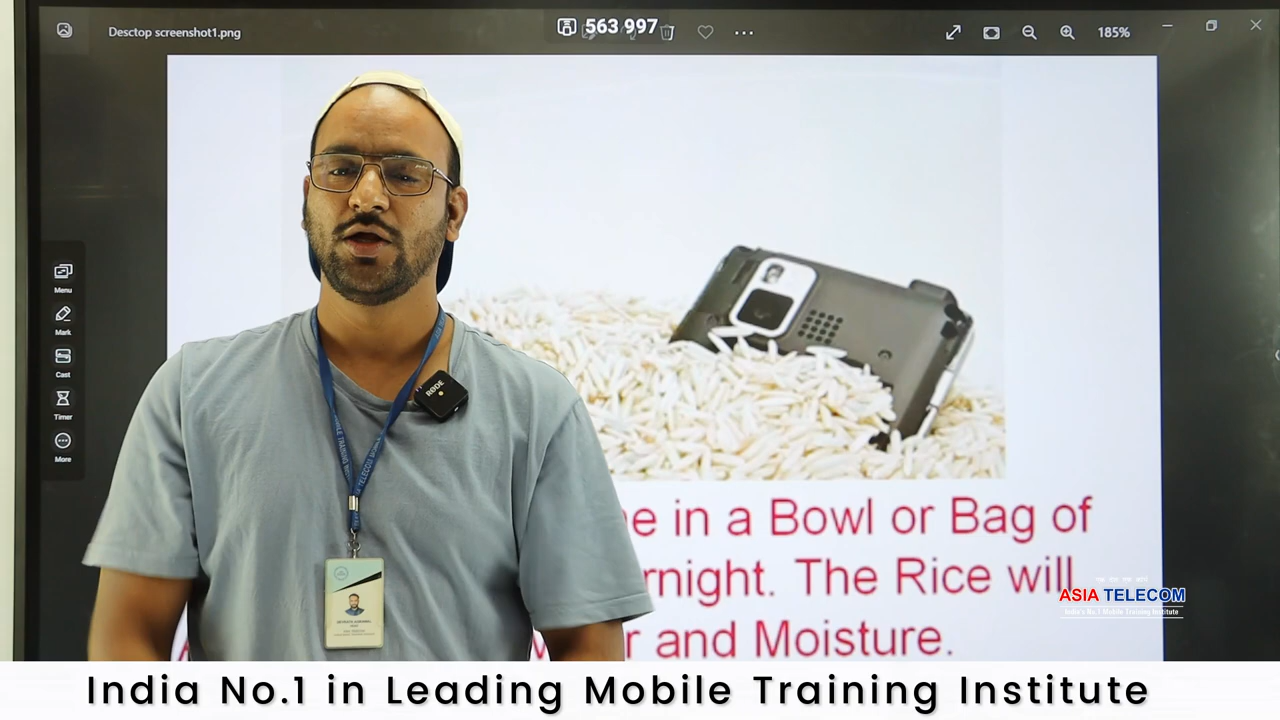 Desctop screenshot1.png
563 997
185%
Menu
Mark
Cast
Timer
More
RØDE
ne in a Bowl or Bag of
rnight. The Rice will
r and Moisture.
ASIA TELECOM
India's No.1 Mobile Training Institute
India No.1 in Leading Mobile Training Institute